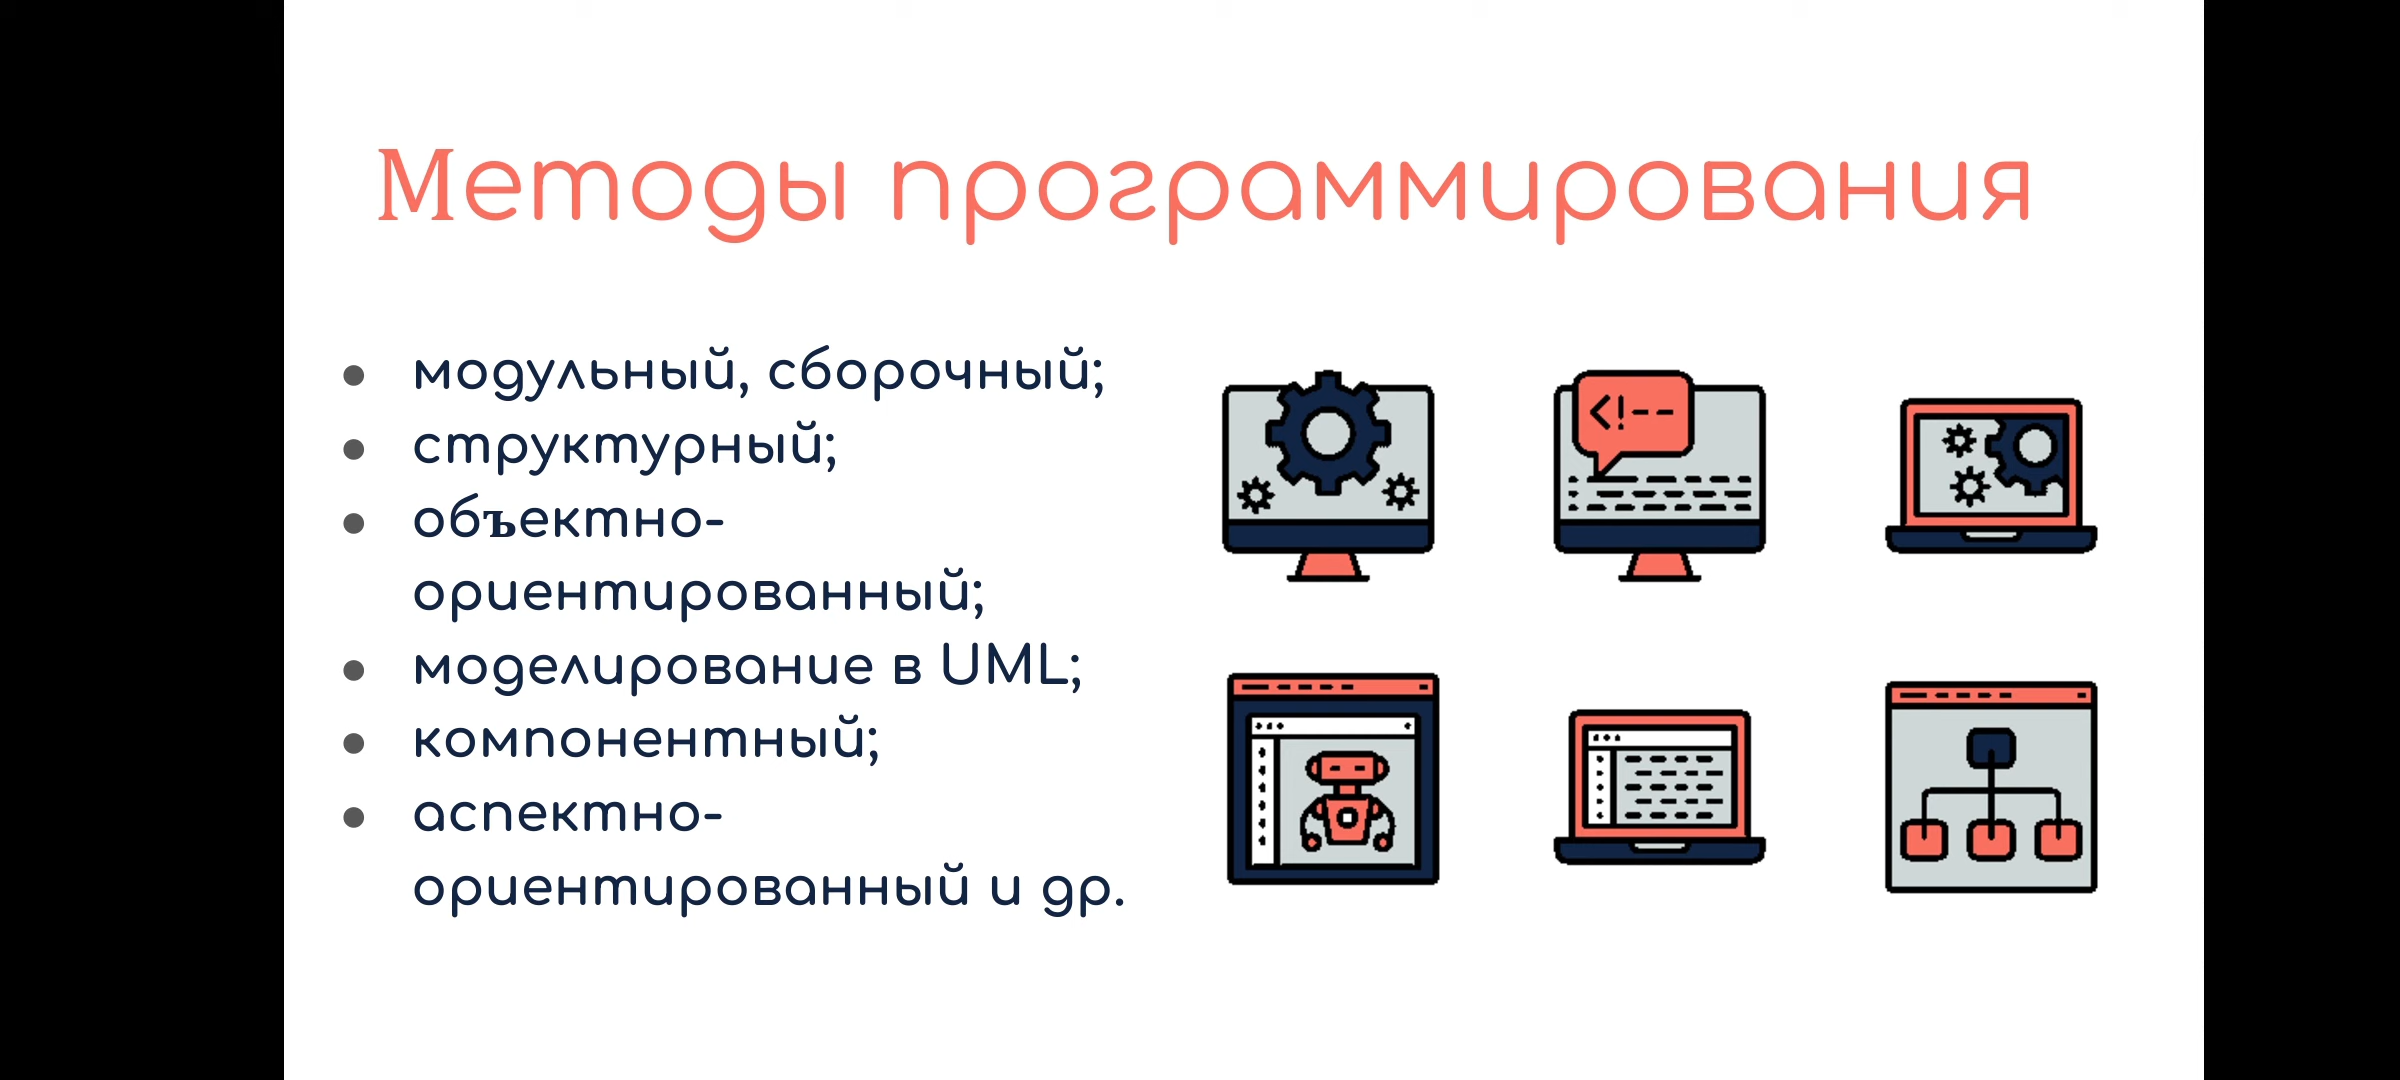 Методы программирования
● модульный, сборочный;
● структурный;
● объектно-
ориентированный;
● моделирование в UML;
● компонентный;
● аспектно-
ориентированный и др.
<!--